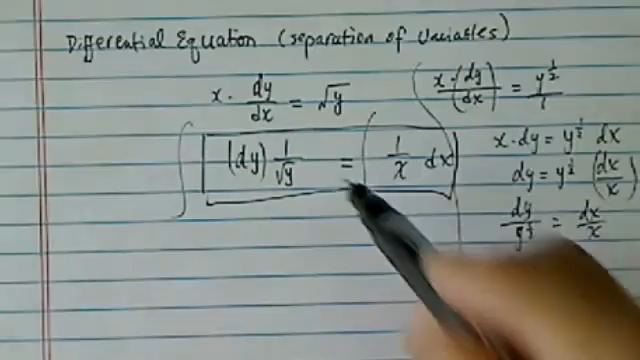 Differential Equation (separation of variables)
x · dy/dx = √y
(dy) 1/√y = 1/x dx
x·(dy)/(dx) = y^½/1
x·dy = y^½ dx
dy = y^½ (dx/x)
dy/y^½ = dx/x